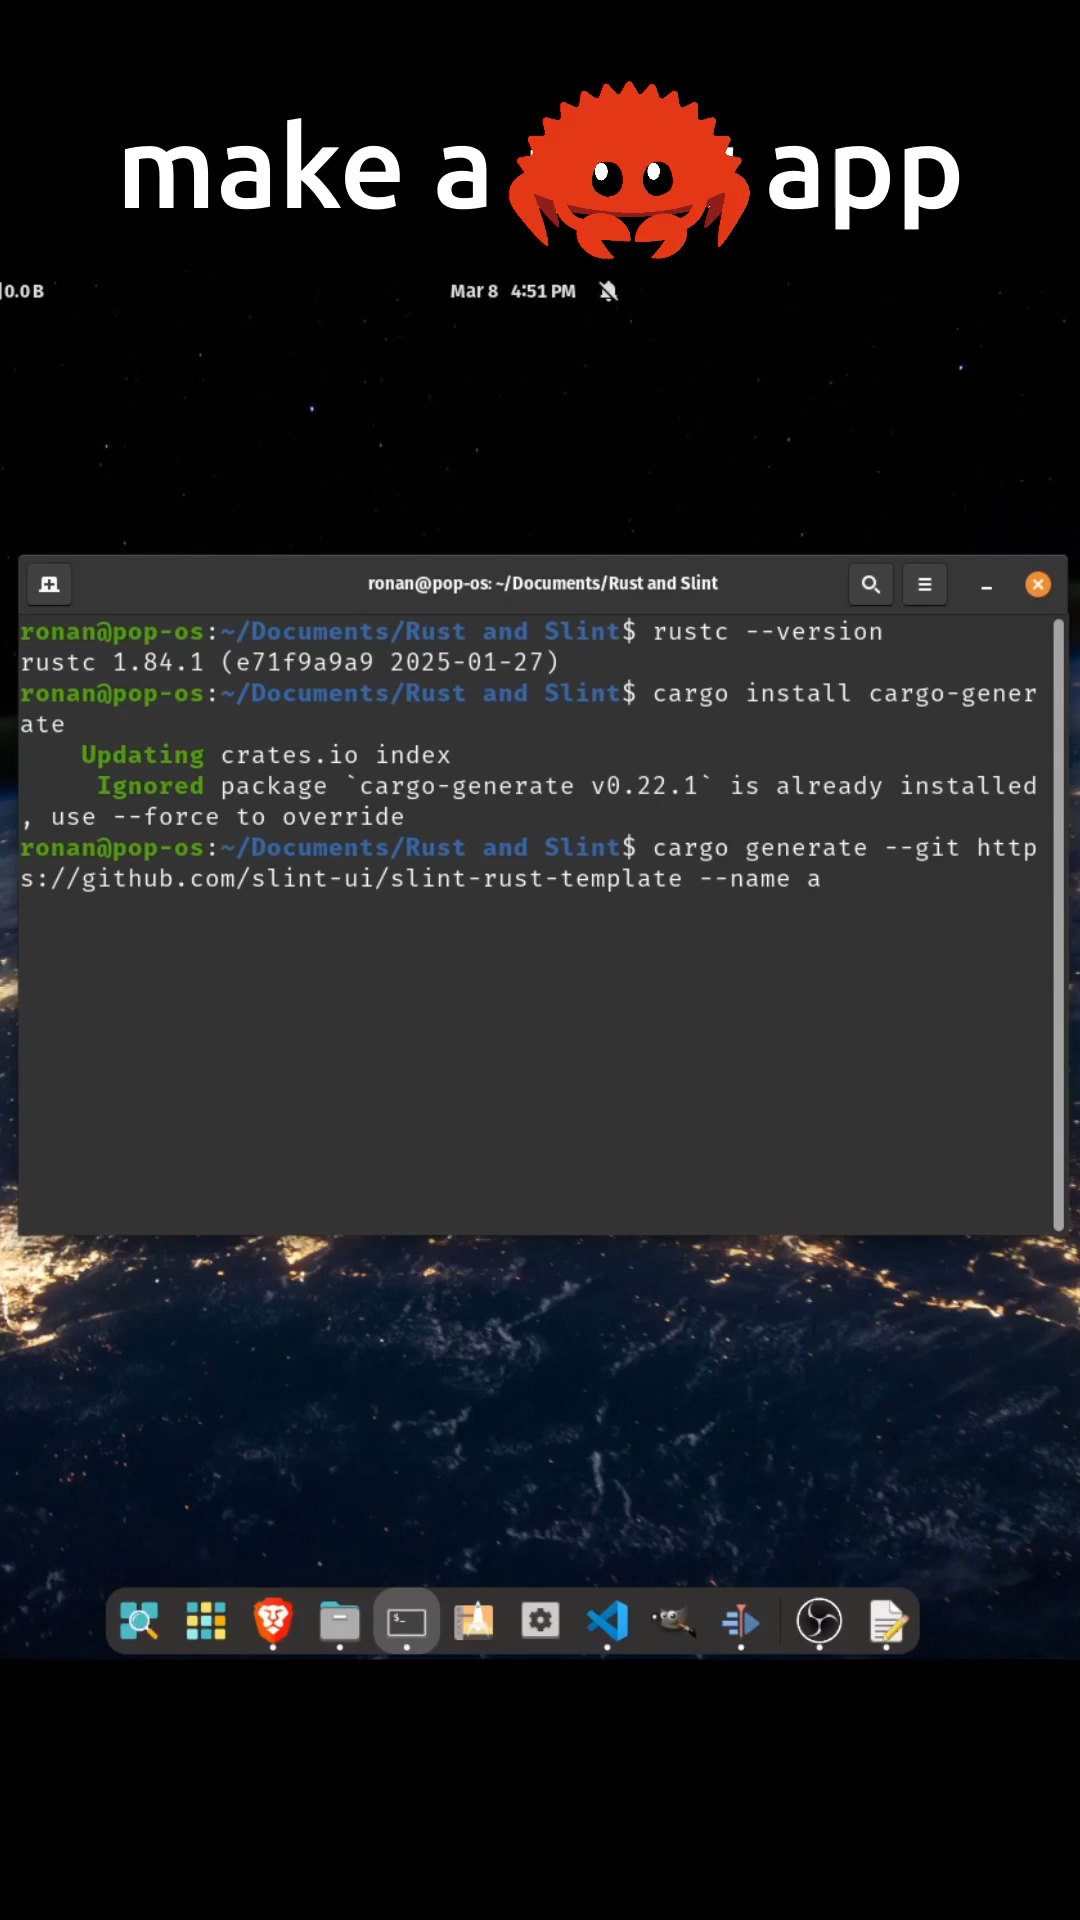 make a app
0.0 B
Mar 8 4:51 PM
ronan@pop-os: ~/Documents/Rust and Slint
ronan@pop-os:~/Documents/Rust and Slint$ rustc --version
rustc 1.84.1 (e71f9a9a9 2025-01-27)
ronan@pop-os:~/Documents/Rust and Slint$ cargo install cargo-gener
ate
    Updating crates.io index
     Ignored package `cargo-generate v0.22.1` is already installed
, use --force to override
ronan@pop-os:~/Documents/Rust and Slint$ cargo generate --git http
s://github.com/slint-ui/slint-rust-template --name a
$_